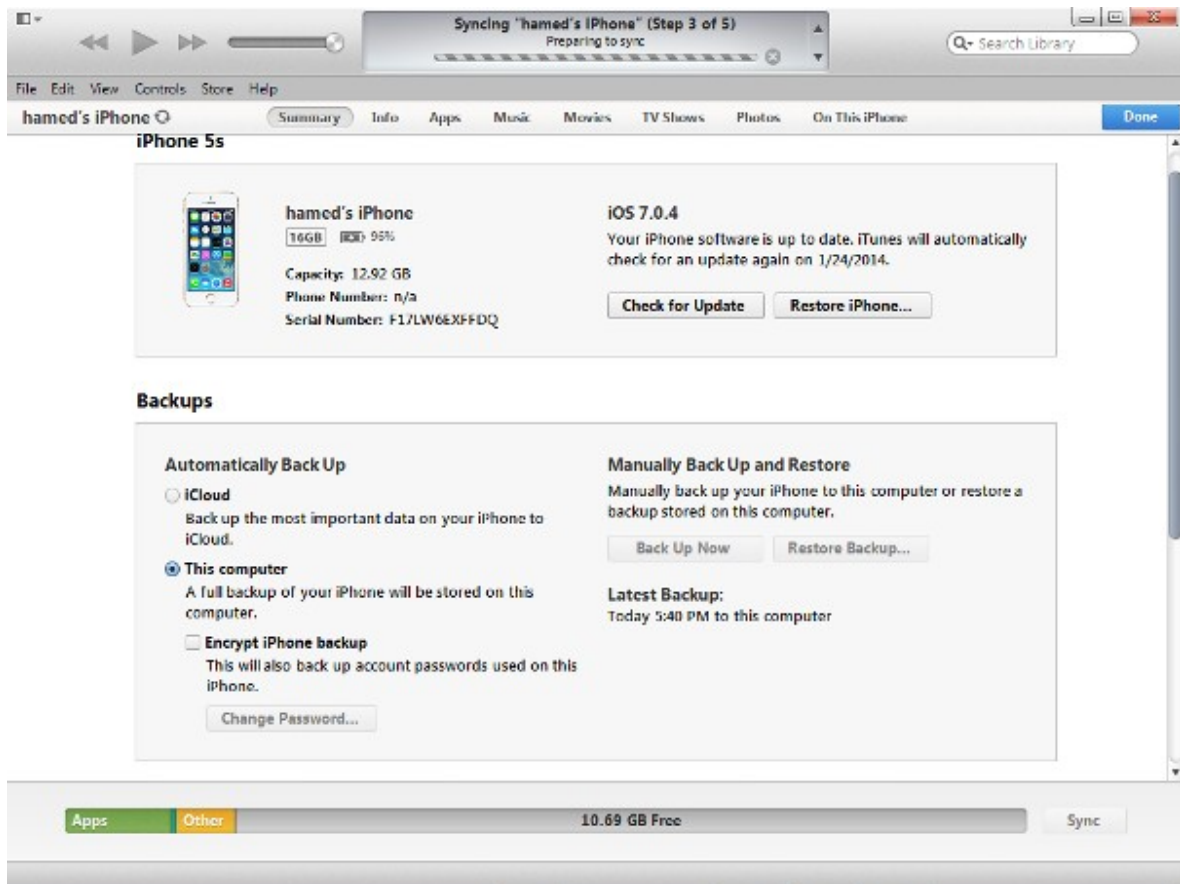 Syncing "hamed's iPhone" (Step 3 of 5)
Preparing to sync
Search Library
File Edit View Controls Store Help
hamed's iPhone Summary Info Apps Music Movies TV Shows Photos On This iPhone Done
iPhone 5s
hamed's iPhone
16GB 96%
Capacity: 12.92 GB
Phone Number: n/a
Serial Number: F17LW6EXFFDQ
iOS 7.0.4
Your iPhone software is up to date. iTunes will automatically
check for an update again on 1/24/2014.
Check for Update Restore iPhone...
Backups
Automatically Back Up
iCloud
Back up the most important data on your iPhone to
iCloud.
This computer
A full backup of your iPhone will be stored on this
computer.
Encrypt iPhone backup
This will also back up account passwords used on this
iPhone.
Change Password...
Manually Back Up and Restore
Manually back up your iPhone to this computer or restore a
backup stored on this computer.
Back Up Now Restore Backup...
Latest Backup:
Today 5:40 PM to this computer
Apps Other 10.69 GB Free Sync